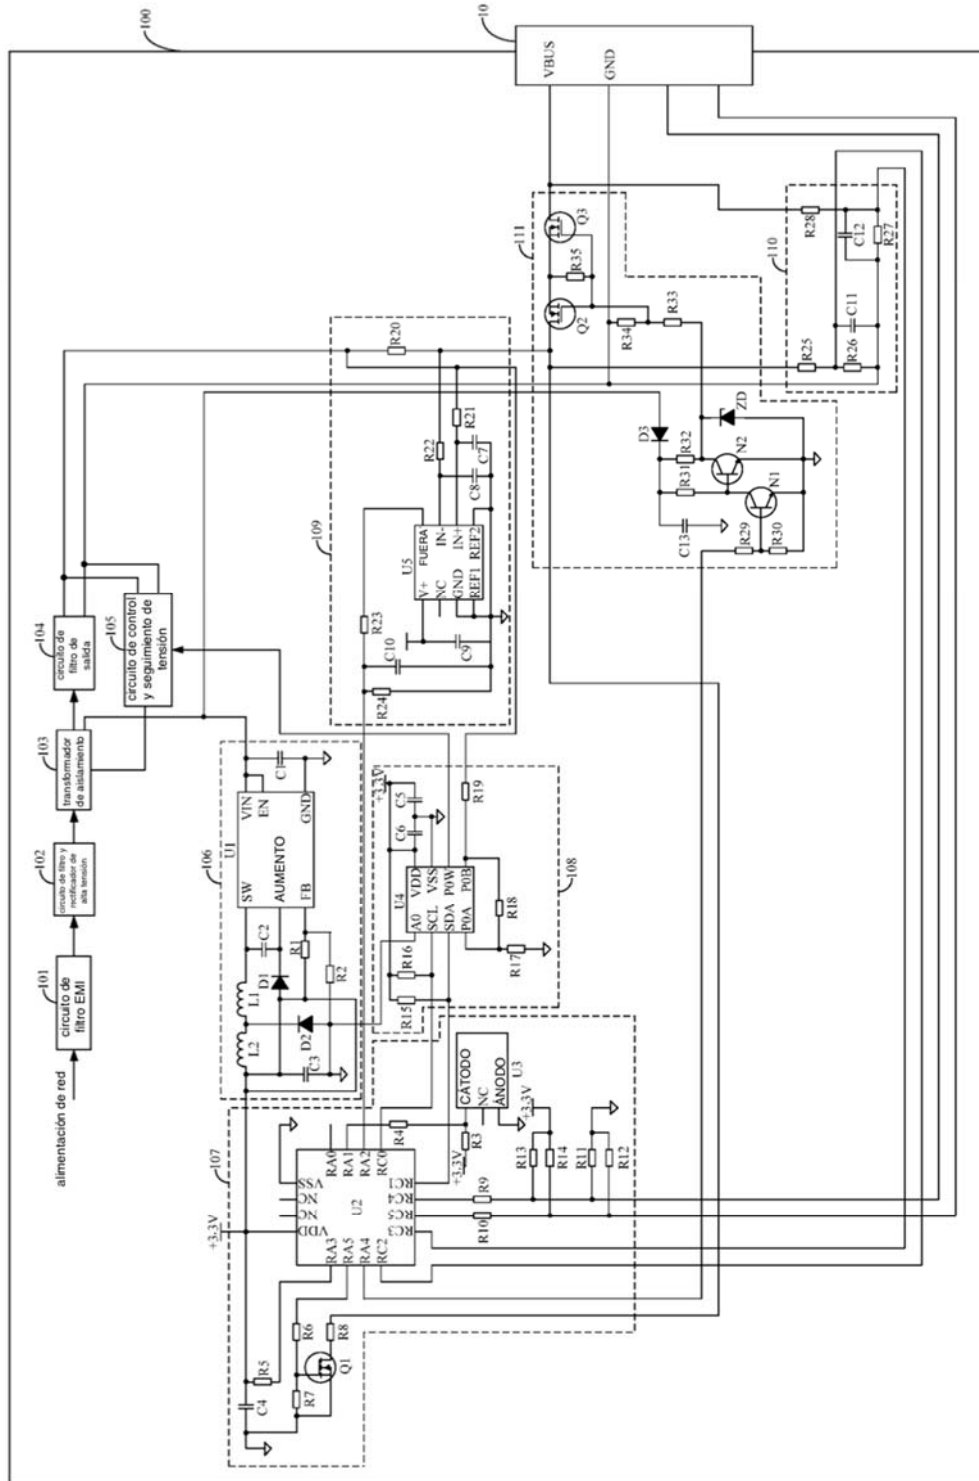 100
10
VBUS
GND
alimentación de red
101
circuito de
filtro EMI
102
circuito de filtro y
rectificador de
alta tensión
103
transformador
de aislamiento
104
circuito de
filtro de
salida
105
circuito de control
y seguimiento de
tensión
106
U1
SW
VIN
EN
AUMENTO
FB
GND
C1
C2
L1
L2
D1
D2
R1
R2
C3
107
+3.3V
VSS
NC
NC
VDD
RA0
RA1
RA2
RC0
U2
RC1
RC4
RC5
RC3
RA3
RA5
RA4
RC2
R4
R3
+3.3V
CÁTODO
NC
ÁNODO
U3
+3.3V
R13
R14
R11
R12
R9
R10
R5
C4
R6
R7
R8
Q1
108
+3.3V
C5
C6
U4
A0
VDD
SCL
VSS
SDA
P0W
P0A
P0B
R15
R16
R17
R18
R19
109
R20
R21
R22
C7
C8
U5
V+
FUERA
NC
IN-
GND
IN+
REF1
REF2
R23
C10
C9
R24
111
Q3
R35
Q2
R34
R33
D3
R32
R31
ZD
N2
N1
C13
R29
R30
110
R28
C12
R27
C11
R25
R26